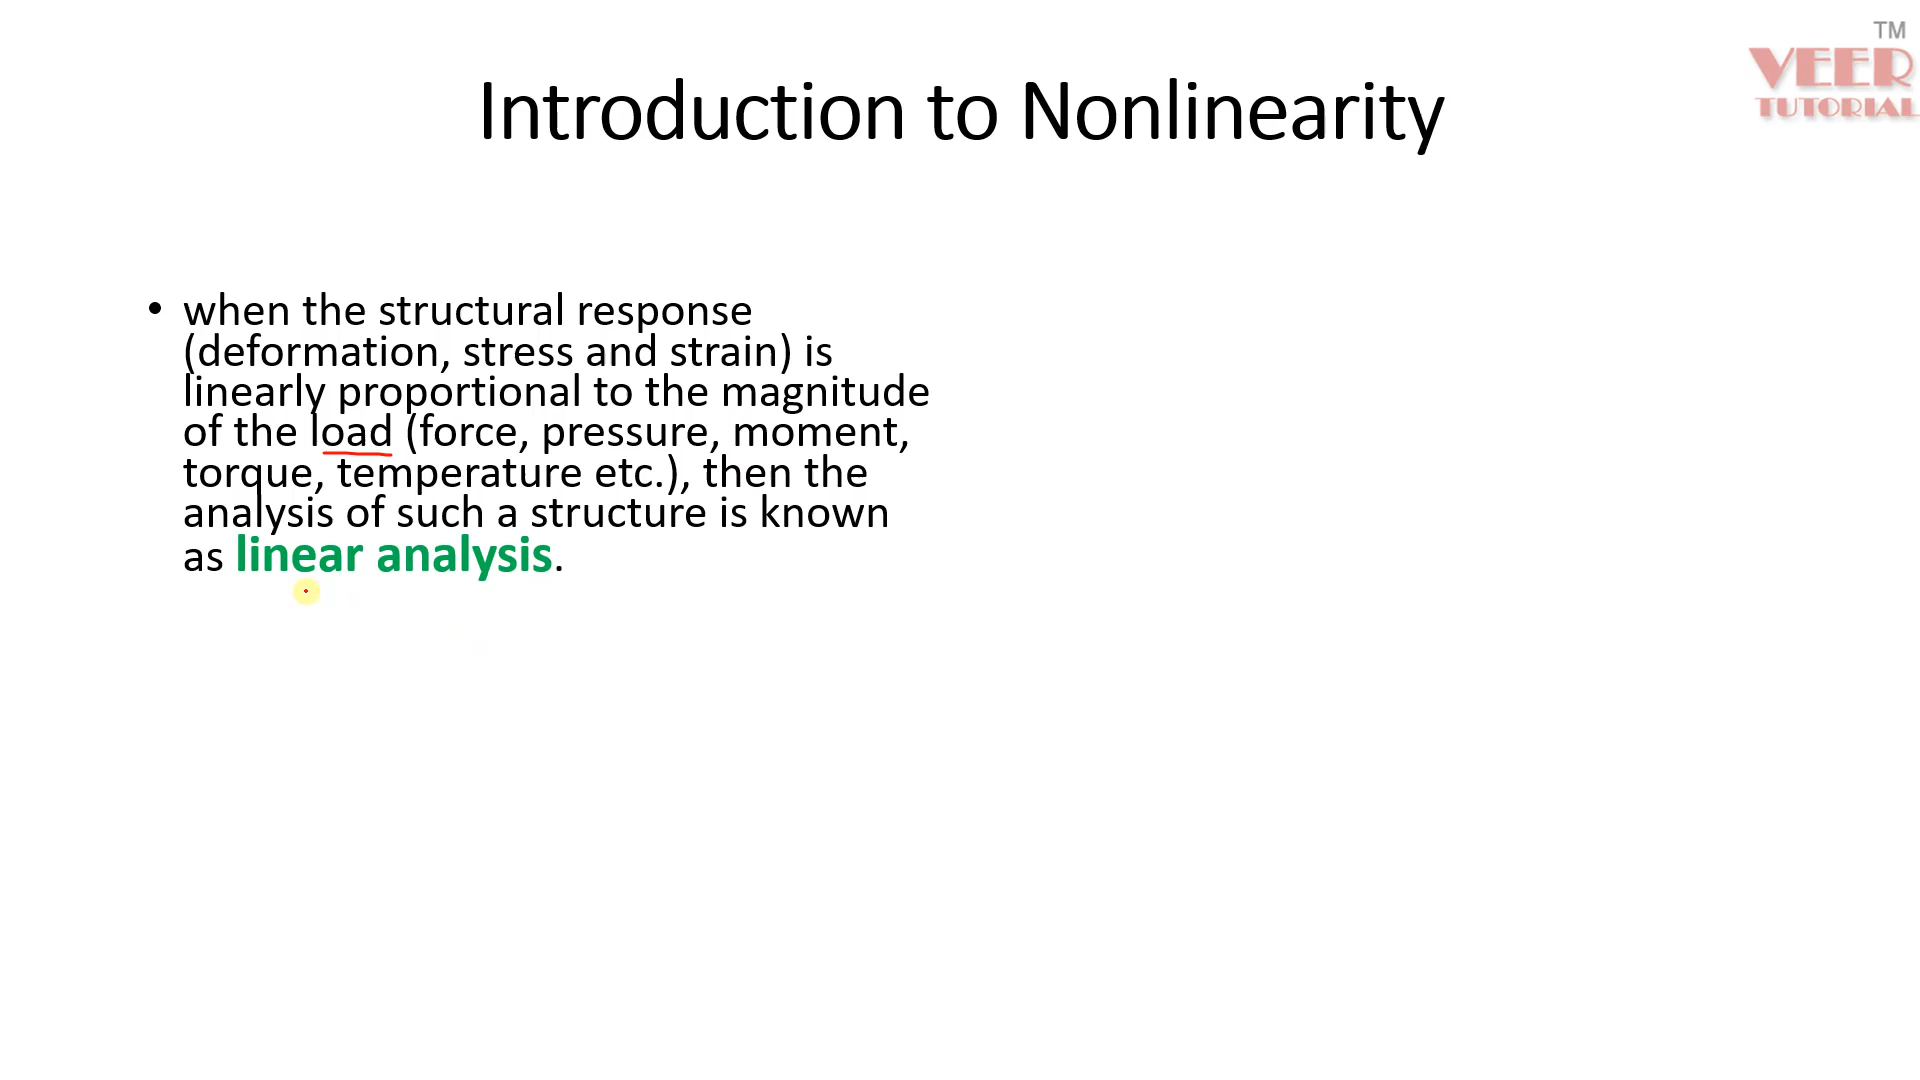 TM
VEER
TUTORIAL
Introduction to Nonlinearity
• when the structural response
(deformation, stress and strain) is
linearly proportional to the magnitude
of the load (force, pressure, moment,
torque, temperature etc.), then the
analysis of such a structure is known
as linear analysis.